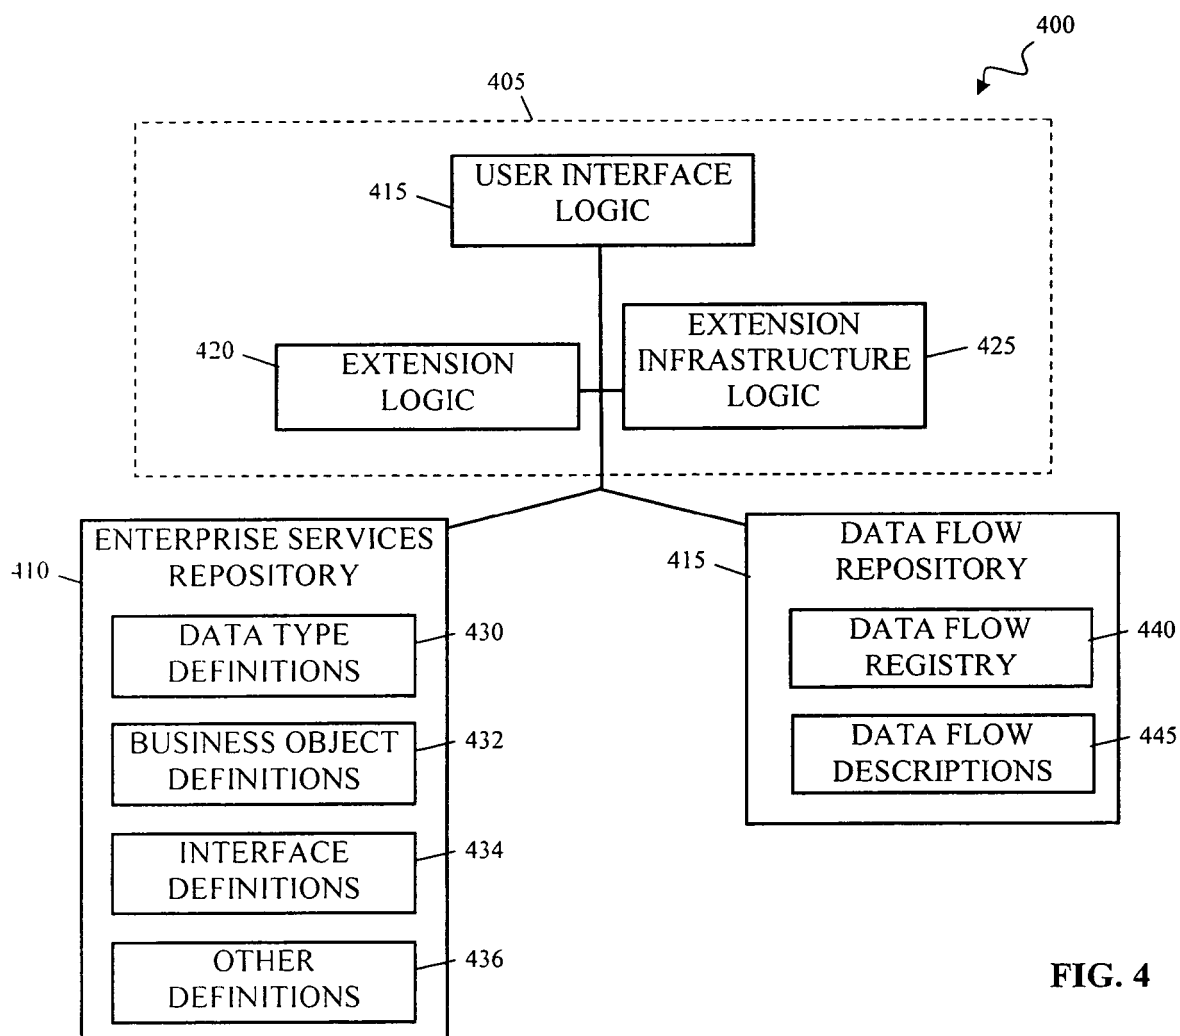 400
405
USER INTERFACE
LOGIC
415
EXTENSION
LOGIC
420
EXTENSION
INFRASTRUCTURE
LOGIC
425
ENTERPRISE SERVICES
REPOSITORY
410
DATA TYPE
DEFINITIONS
430
BUSINESS OBJECT
DEFINITIONS
432
INTERFACE
DEFINITIONS
434
OTHER
DEFINITIONS
436
DATA FLOW
REPOSITORY
415
DATA FLOW
REGISTRY
440
DATA FLOW
DESCRIPTIONS
445
FIG. 4